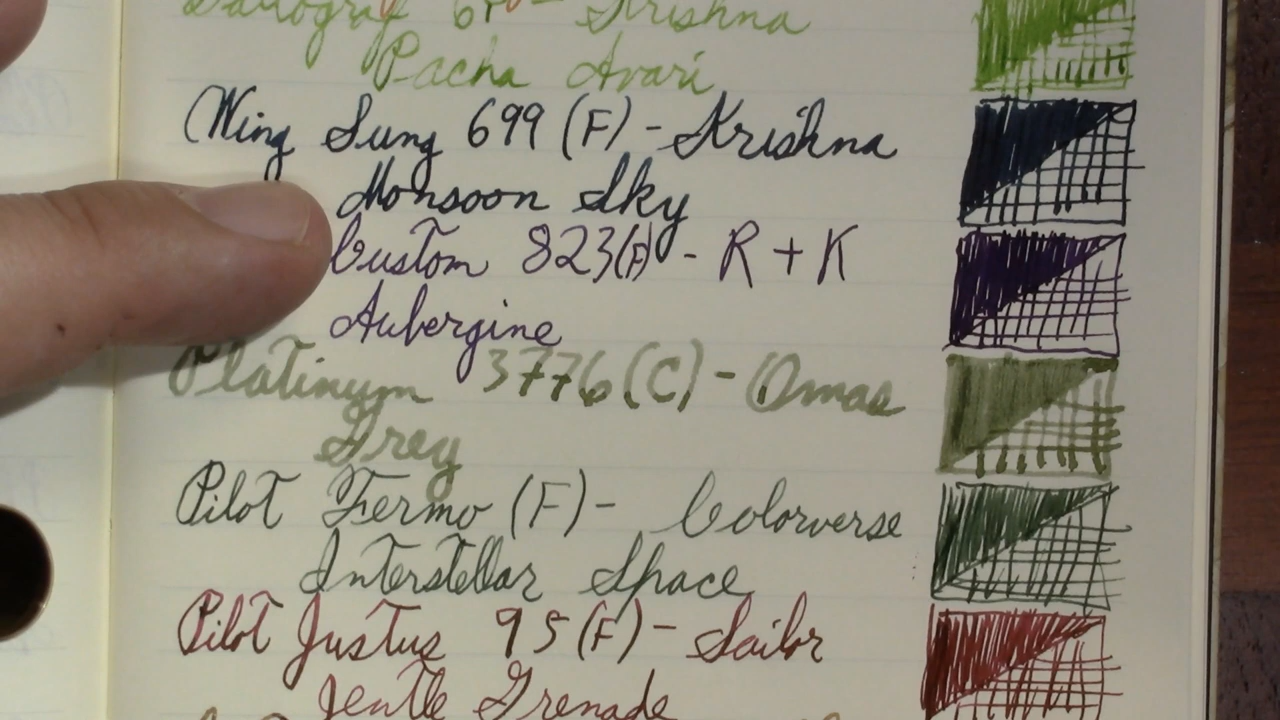 Krishna
Pacha Avari
Wing Sung 699 (F) - Krishna
Monsoon Sky
Custom 823(F) - R + K
Aubergine
Platinum 3776 (C) - Omas
Grey
Pilot Fermo (F) - Colorverse
Interstellar Space
Pilot Justus 95 (F) - Sailor
Jentle Grenade